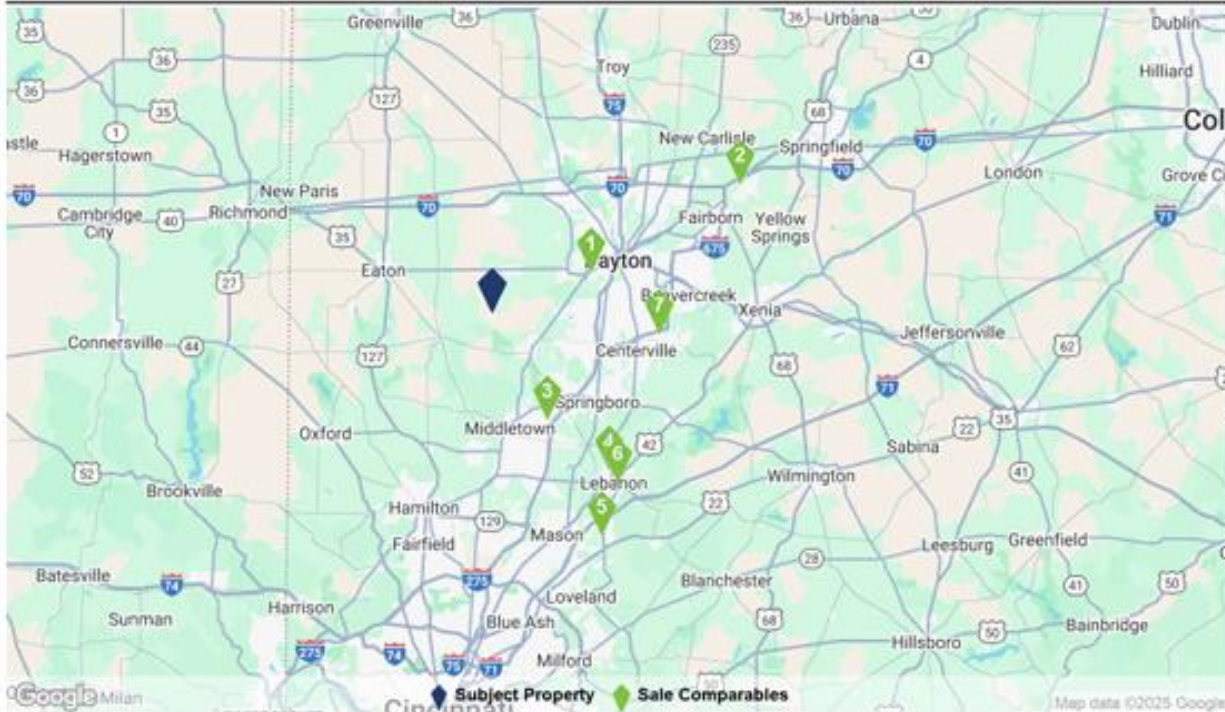 35
Greenville
36
36
Urbana
Dublin
36
235
4
Troy
Hilliard
36
127
75
35
68
Col
1
New Carlisle
2
Springfield
70
Hagerstown
70
London
Grove C
70
New Paris
70
Richmond
70
71
Cambridge
City
40
Fairborn
Yellow
Springs
35
1
675
Eaton
ayton
27
Beavercreek
7
Xenia
Jeffersonville
Connersville
44
Centerville
62
127
68
71
3
Springboro
35
Middletown
22
Oxford
4
42
Sabina
6
52
Wilmington
41
Lebanon
Brookville
22
Hamilton
5
129
Mason
Fairfield
28
Leesburg
Greenfield
Batesville
74
275
Blanchester
41
50
Harrison
Loveland
Sunman
68
Blue Ash
Bainbridge
275
74
Hillsboro
50
75
71
Milford
50
Google
Milan
Subject Property
Sale Comparables
Cincinnati
Map data ©2025 Google